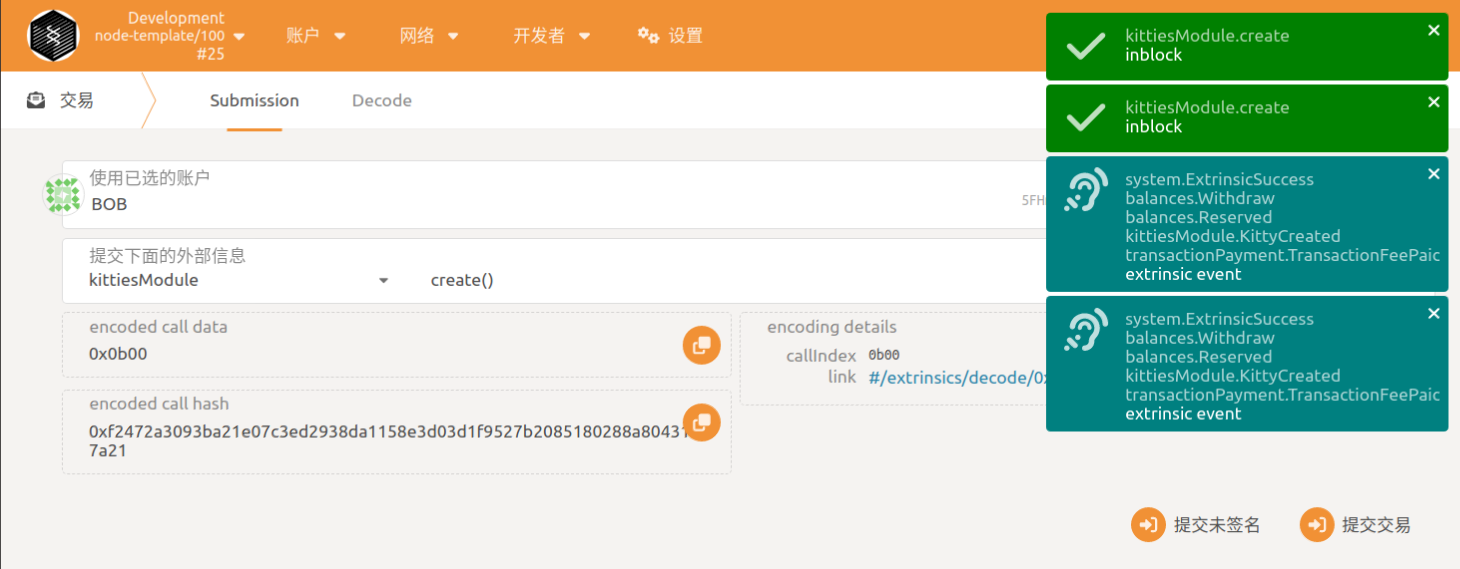 Development
node-template/100
#25
账户
网络
开发者
设置
交易
Submission
Decode
使用已选的账户
BOB
5FH
提交下面的外部信息
kittiesModule
create()
encoded call data
0x0b00
encoded call hash
0xf2472a3093ba21e07c3ed2938da1158e3d03d1f9527b2085180288a80431
7a21
encoding details
callIndex 0b00
link #/extrinsics/decode/0x
kittiesModule.create
inblock
kittiesModule.create
inblock
system.ExtrinsicSuccess
balances.Withdraw
balances.Reserved
kittiesModule.KittyCreated
transactionPayment.TransactionFeePaid
extrinsic event
system.ExtrinsicSuccess
balances.Withdraw
balances.Reserved
kittiesModule.KittyCreated
transactionPayment.TransactionFeePaid
extrinsic event
提交未签名
提交交易